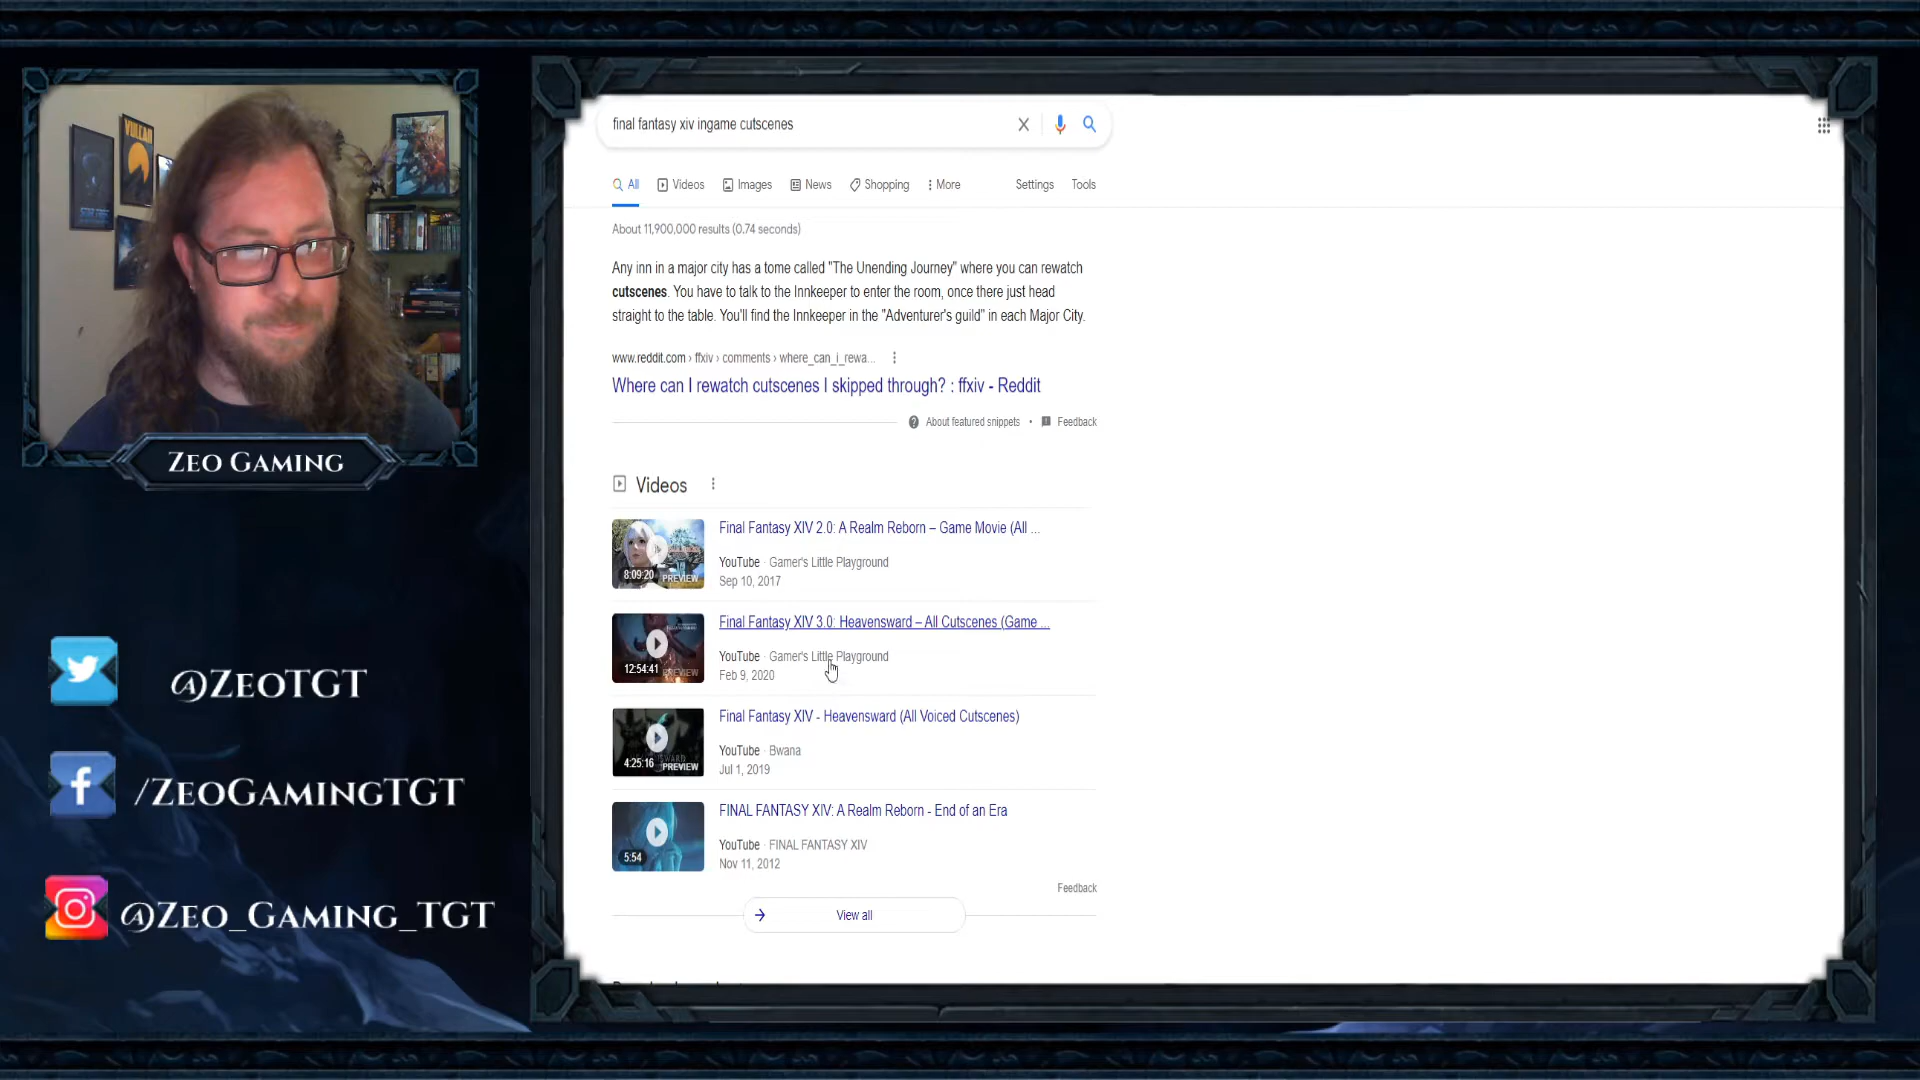 final fantasy xiv ingame cutscenes
All
Videos
Images
News
Shopping
More
Settings
Tools
About 11,900,000 results (0.74 seconds)
Any inn in a major city has a tome called "The Unending Journey" where you can rewatch
cutscenes. You have to talk to the Innkeeper to enter the room, once there just head
straight to the table. You'll find the Innkeeper in the "Adventurer's guild" in each Major City.
www.reddit.com › ffxiv › comments › where_can_i_rewa...
Where can I rewatch cutscenes I skipped through? : ffxiv - Reddit
About featured snippets • Feedback
Videos
Final Fantasy XIV 2.0: A Realm Reborn – Game Movie (All ...
YouTube · Gamer's Little Playground
Sep 10, 2017
8:09:20 PREVIEW
Final Fantasy XIV 3.0: Heavensward – All Cutscenes (Game ...
YouTube · Gamer's Little Playground
Feb 9, 2020
12:54:41 PREVIEW
Final Fantasy XIV - Heavensward (All Voiced Cutscenes)
YouTube · Bwana
Jul 1, 2019
4:25:16 PREVIEW
FINAL FANTASY XIV: A Realm Reborn - End of an Era
YouTube · FINAL FANTASY XIV
Nov 11, 2012
5:54
Feedback
View all
VULCAN
Zeo Gaming
@ZeoTGT
/ZeoGamingTGT
@Zeo_Gaming_TGT